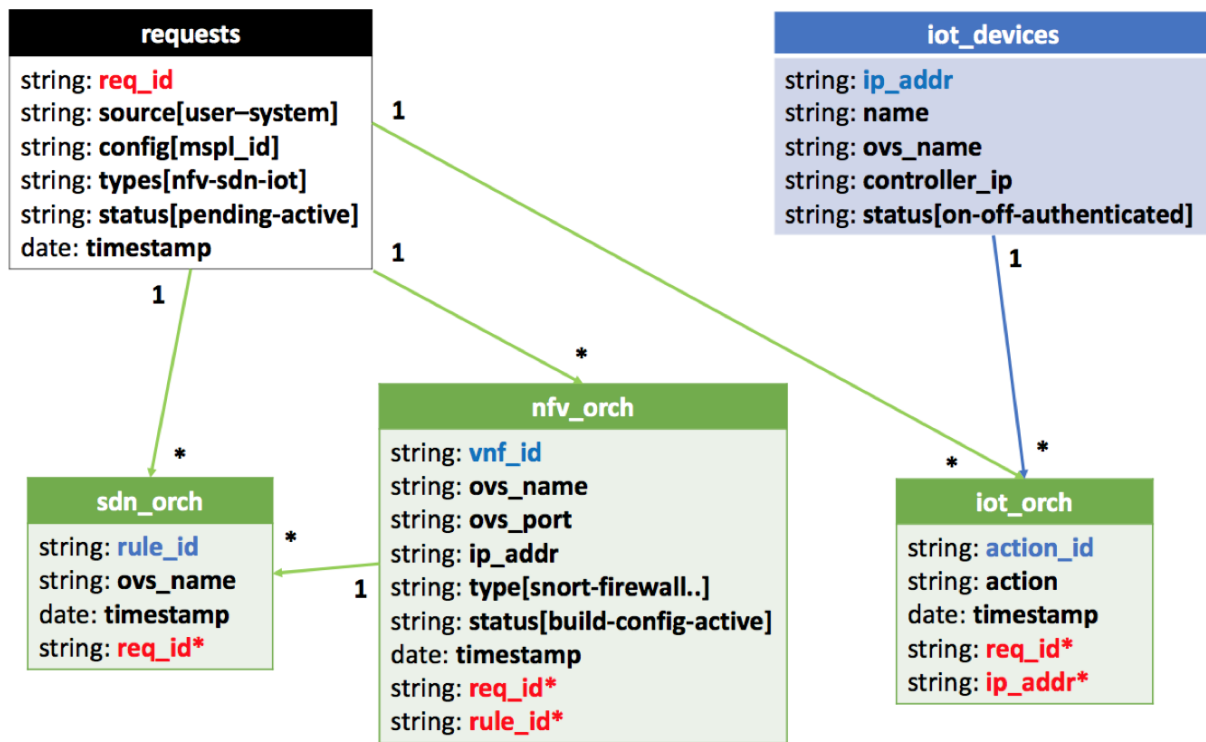 requests
string: req_id
string: source[user–system]
string: config[mspl_id]
string: types[nfv-sdn-iot]
string: status[pending-active]
date: timestamp
iot_devices
string: ip_addr
string: name
string: ovs_name
string: controller_ip
string: status[on-off-authenticated]
1
1
1
1
*
*
*
*
nfv_orch
string: vnf_id
string: ovs_name
string: ovs_port
string: ip_addr
string: type[snort-firewall..]
string: status[build-config-active]
date: timestamp
string: req_id*
string: rule_id*
sdn_orch
string: rule_id
string: ovs_name
date: timestamp
string: req_id*
*
1
iot_orch
string: action_id
string: action
date: timestamp
string: req_id*
string: ip_addr*